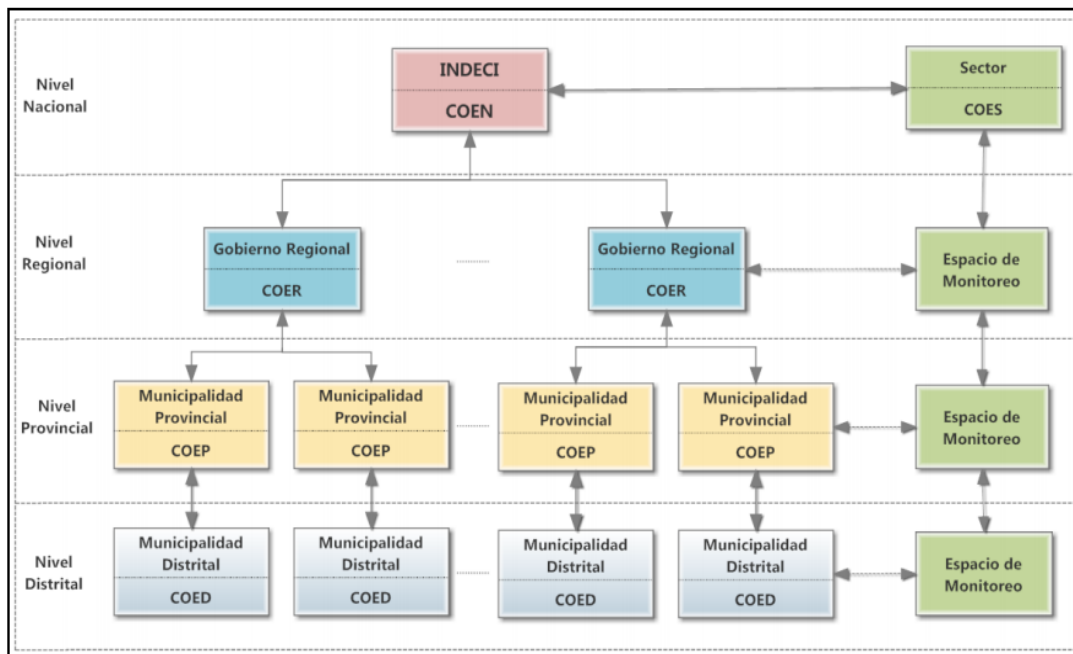 Nivel
Nacional
INDECI
COEN
Sector
COES
Nivel
Regional
Gobierno Regional
COER
Gobierno Regional
COER
Espacio de
Monitoreo
Nivel
Provincial
Municipalidad
Provincial
COEP
Municipalidad
Provincial
COEP
Municipalidad
Provincial
COEP
Municipalidad
Provincial
COEP
Espacio de
Monitoreo
Nivel
Distrital
Municipalidad
Distrital
COED
Municipalidad
Distrital
COED
Municipalidad
Distrital
COED
Municipalidad
Distrital
COED
Espacio de
Monitoreo